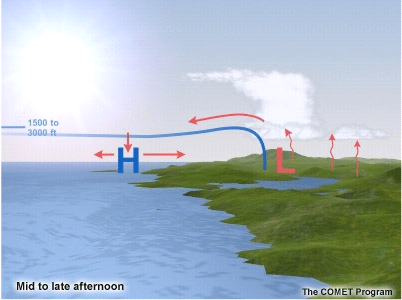 1500 to
3000 ft
H
L
Mid to late afternoon
The COMET Program